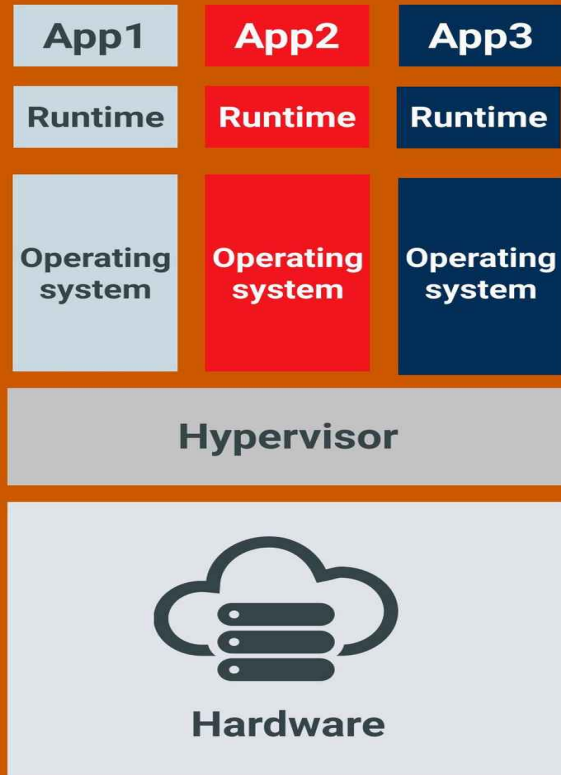 App1
App2
App3
Runtime
Runtime
Runtime
Operating
system
Operating
system
Operating
system
Hypervisor
Hardware